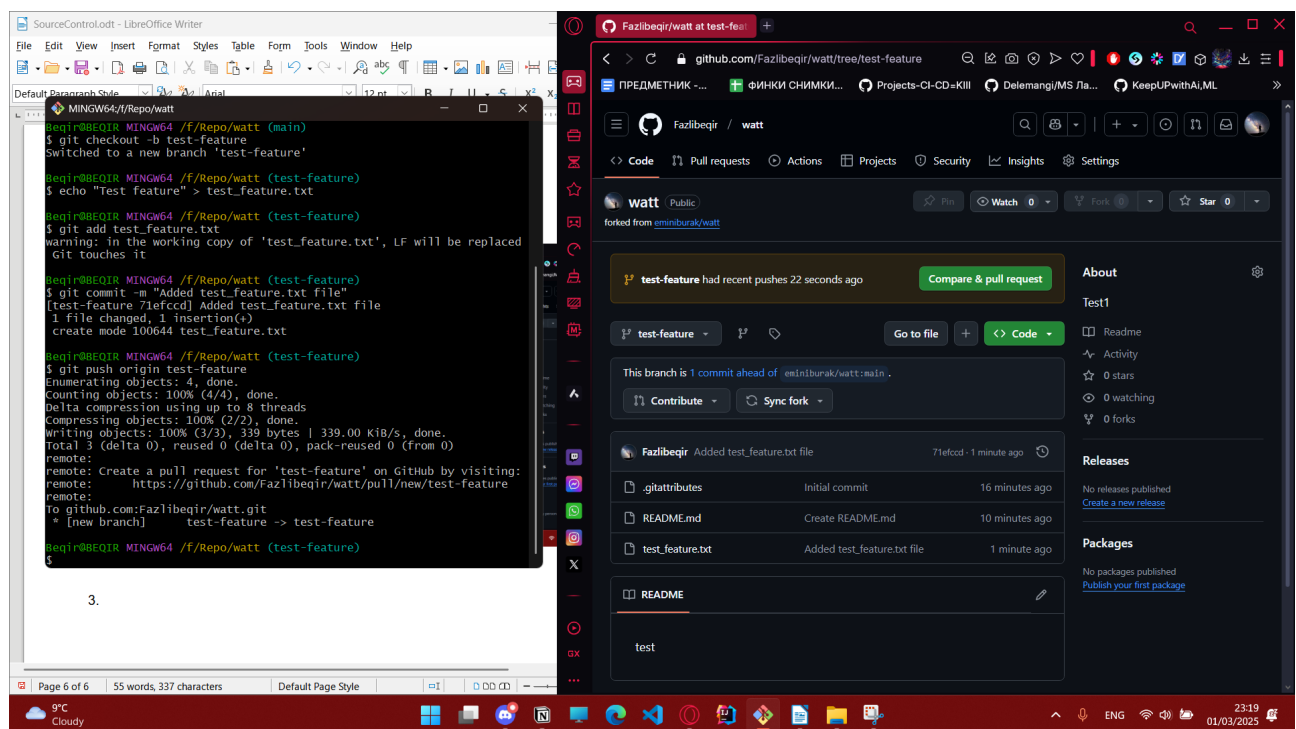 SourceControl.odt - LibreOffice Writer
File Edit View Insert Format Styles Table Form Tools Window Help
Default Paragraph Style Arial 12 pt
MINGW64:/f/Repo/watt
Beqir@BEQIR MINGW64 /f/Repo/watt (main)
$ git checkout -b test-feature
Switched to a new branch 'test-feature'
Beqir@BEQIR MINGW64 /f/Repo/watt (test-feature)
$ echo "Test feature" > test_feature.txt
Beqir@BEQIR MINGW64 /f/Repo/watt (test-feature)
$ git add test_feature.txt
warning: in the working copy of 'test_feature.txt', LF will be replaced
Git touches it
Beqir@BEQIR MINGW64 /f/Repo/watt (test-feature)
$ git commit -m "Added test_feature.txt file"
[test-feature 71efccd] Added test_feature.txt file
1 file changed, 1 insertion(+)
create mode 100644 test_feature.txt
Beqir@BEQIR MINGW64 /f/Repo/watt (test-feature)
$ git push origin test-feature
Enumerating objects: 4, done.
Counting objects: 100% (4/4), done.
Delta compression using up to 8 threads
Compressing objects: 100% (2/2), done.
Writing objects: 100% (3/3), 339 bytes | 339.00 KiB/s, done.
Total 3 (delta 0), reused 0 (delta 0), pack-reused 0 (from 0)
remote:
remote: Create a pull request for 'test-feature' on GitHub by visiting:
remote: https://github.com/Fazlibeqir/watt/pull/new/test-feature
remote:
To github.com:Fazlibeqir/watt.git
* [new branch] test-feature -> test-feature
Beqir@BEQIR MINGW64 /f/Repo/watt (test-feature)
$
3.
Page 6 of 6 55 words, 337 characters Default Page Style
Fazlibeqir/watt at test-feat
github.com/Fazlibeqir/watt/tree/test-feature
ПРЕДМЕТНИК -... ФИНКИ СНИМКИ... Projects-CI-CD=KIII Delemangi/MS Ла... KeepUPwithAi,ML
Fazlibeqir / watt
Code Pull requests Actions Projects Security Insights Settings
watt Public Pin Watch 0 Fork 0 Star 0
forked from eminiburak/watt
test-feature had recent pushes 22 seconds ago Compare & pull request
test-feature Go to file Code
This branch is 1 commit ahead of eminiburak/watt:main .
Contribute Sync fork
Fazlibeqir Added test_feature.txt file 71efccd · 1 minute ago
.gitattributes Initial commit 16 minutes ago
README.md Create README.md 10 minutes ago
test_feature.txt Added test_feature.txt file 1 minute ago
README
test
About
Test1
Readme
Activity
0 stars
0 watching
0 forks
Releases
No releases published
Create a new release
Packages
No packages published
Publish your first package
GX
9°C
Cloudy
ENG
23:19
01/03/2025